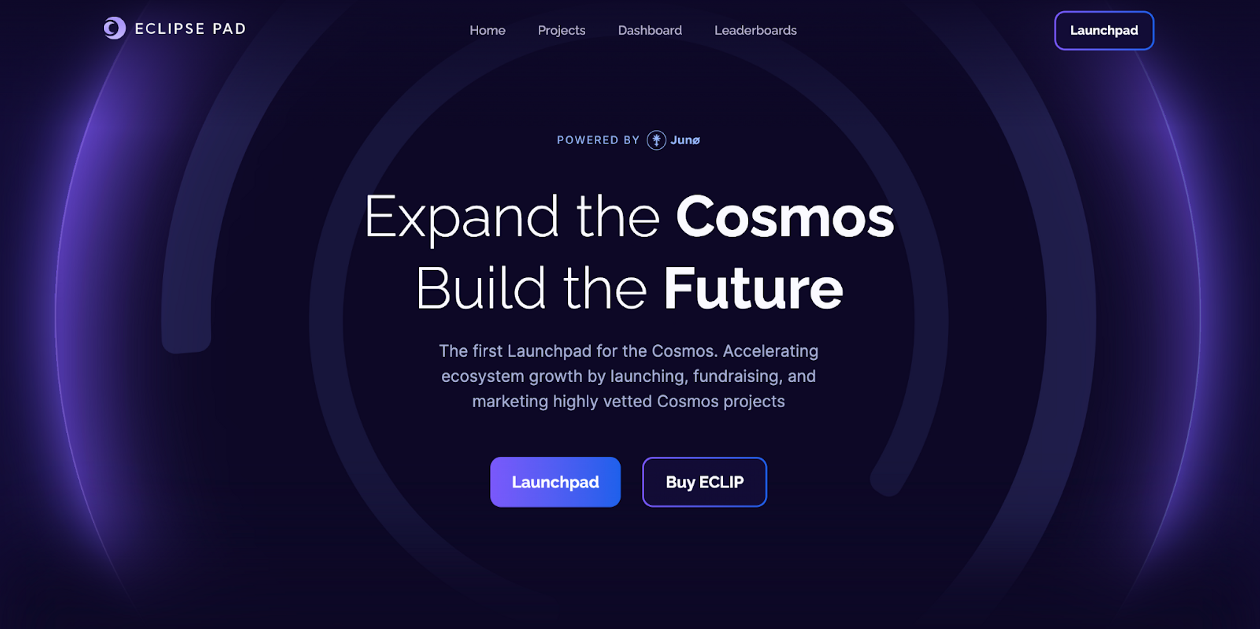 ECLIPSE PAD
Home Projects Dashboard Leaderboards
Launchpad
POWERED BY Junø
Expand the Cosmos
Build the Future
The first Launchpad for the Cosmos. Accelerating
ecosystem growth by launching, fundraising, and
marketing highly vetted Cosmos projects
Launchpad
Buy ECLIP